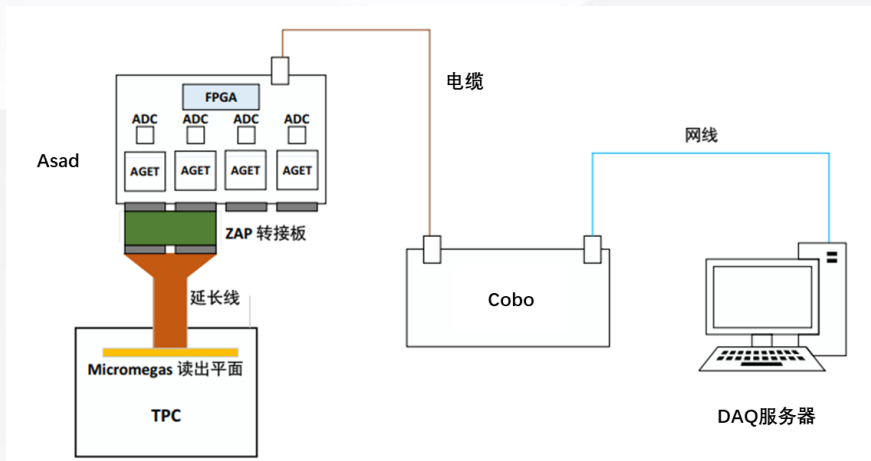 电缆
FPGA
ADC ADC ADC ADC
网线
Asad
AGET AGET AGET AGET
ZAP 转接板
延长线
Cobo
Micromegas 读出平面
TPC
DAQ服务器